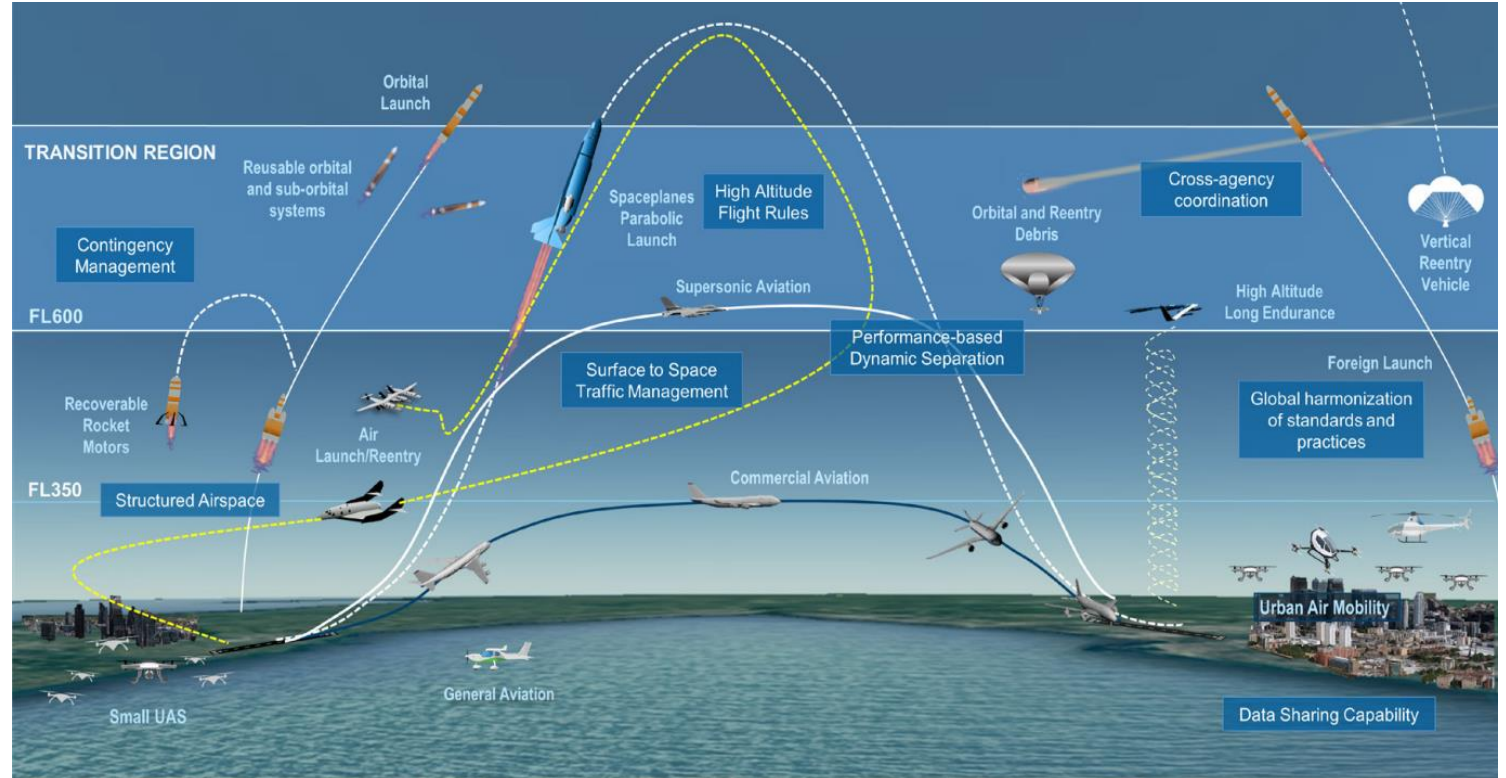 Orbital
Launch
TRANSITION REGION
Reusable orbital
and sub-orbital
systems
Spaceplanes
Parabolic
Launch
High Altitude
Flight Rules
Cross-agency
coordination
Orbital and Reentry
Debris
Contingency
Management
Vertical
Reentry
Vehicle
Supersonic Aviation
High Altitude
Long Endurance
FL600
Performance-based
Dynamic Separation
Surface to Space
Traffic Management
Foreign Launch
Recoverable
Rocket
Motors
Air
Launch/Reentry
Global harmonization
of standards and
practices
FL350
Structured Airspace
Commercial Aviation
Urban Air Mobility
General Aviation
Small UAS
Data Sharing Capability